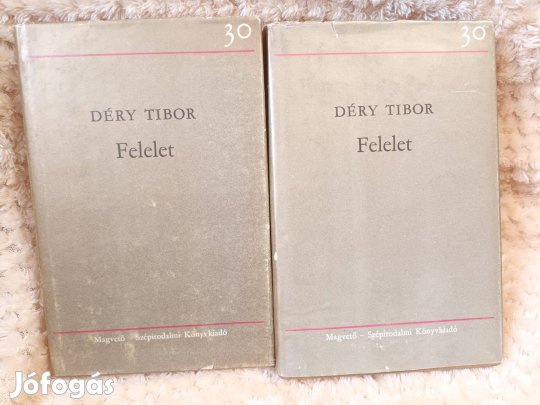 30
DÉRY TIBOR
Felelet
Magvető – Szépirodalmi Könyvkiadó
30
DÉRY TIBOR
Felelet
Magvető – Szépirodalmi Könyvkiadó
Jófogás